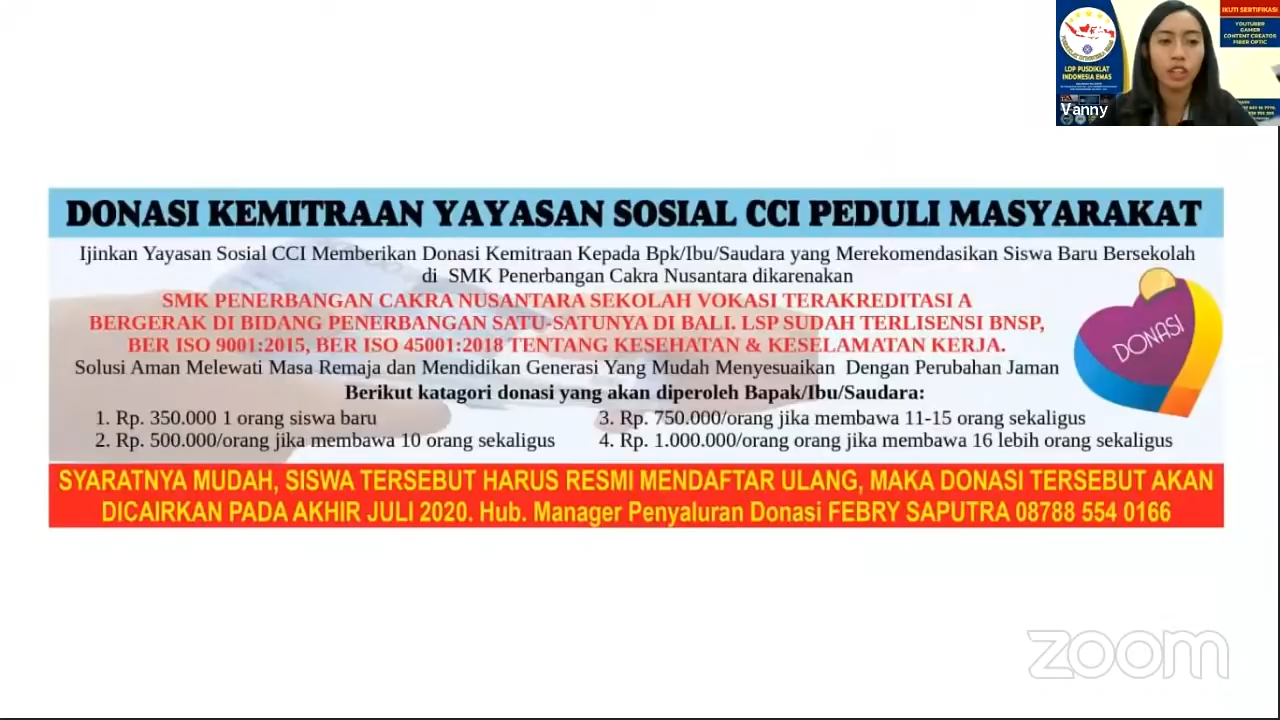 IKUTI SERTIFIKASI
YOUTUBER
GAMER
CONTENT CREATOR
FIBER OPTIC
LDP PUSDIKLAT
INDONESIA EMAS
Vanny
DONASI KEMITRAAN YAYASAN SOSIAL CCI PEDULI MASYARAKAT
Ijinkan Yayasan Sosial CCI Memberikan Donasi Kemitraan Kepada Bpk/Ibu/Saudara yang Merekomendasikan Siswa Baru Bersekolah
di SMK Penerbangan Cakra Nusantara dikarenakan
SMK PENERBANGAN CAKRA NUSANTARA SEKOLAH VOKASI TERAKREDITASI A
BERGERAK DI BIDANG PENERBANGAN SATU-SATUNYA DI BALI. LSP SUDAH TERLISENSI BNSP,
BER ISO 9001:2015, BER ISO 45001:2018 TENTANG KESEHATAN & KESELAMATAN KERJA.
Solusi Aman Melewati Masa Remaja dan Mendidikan Generasi Yang Mudah Menyesuaikan Dengan Perubahan Jaman
DONASI
Berikut katagori donasi yang akan diperoleh Bapak/Ibu/Saudara:
1. Rp. 350.000 1 orang siswa baru
2. Rp. 500.000/orang jika membawa 10 orang sekaligus
3. Rp. 750.000/orang jika membawa 11-15 orang sekaligus
4. Rp. 1.000.000/orang orang jika membawa 16 lebih orang sekaligus
SYARATNYA MUDAH, SISWA TERSEBUT HARUS RESMI MENDAFTAR ULANG, MAKA DONASI TERSEBUT AKAN
DICAIRKAN PADA AKHIR JULI 2020. Hub. Manager Penyaluran Donasi FEBRY SAPUTRA 08788 554 0166
zoom